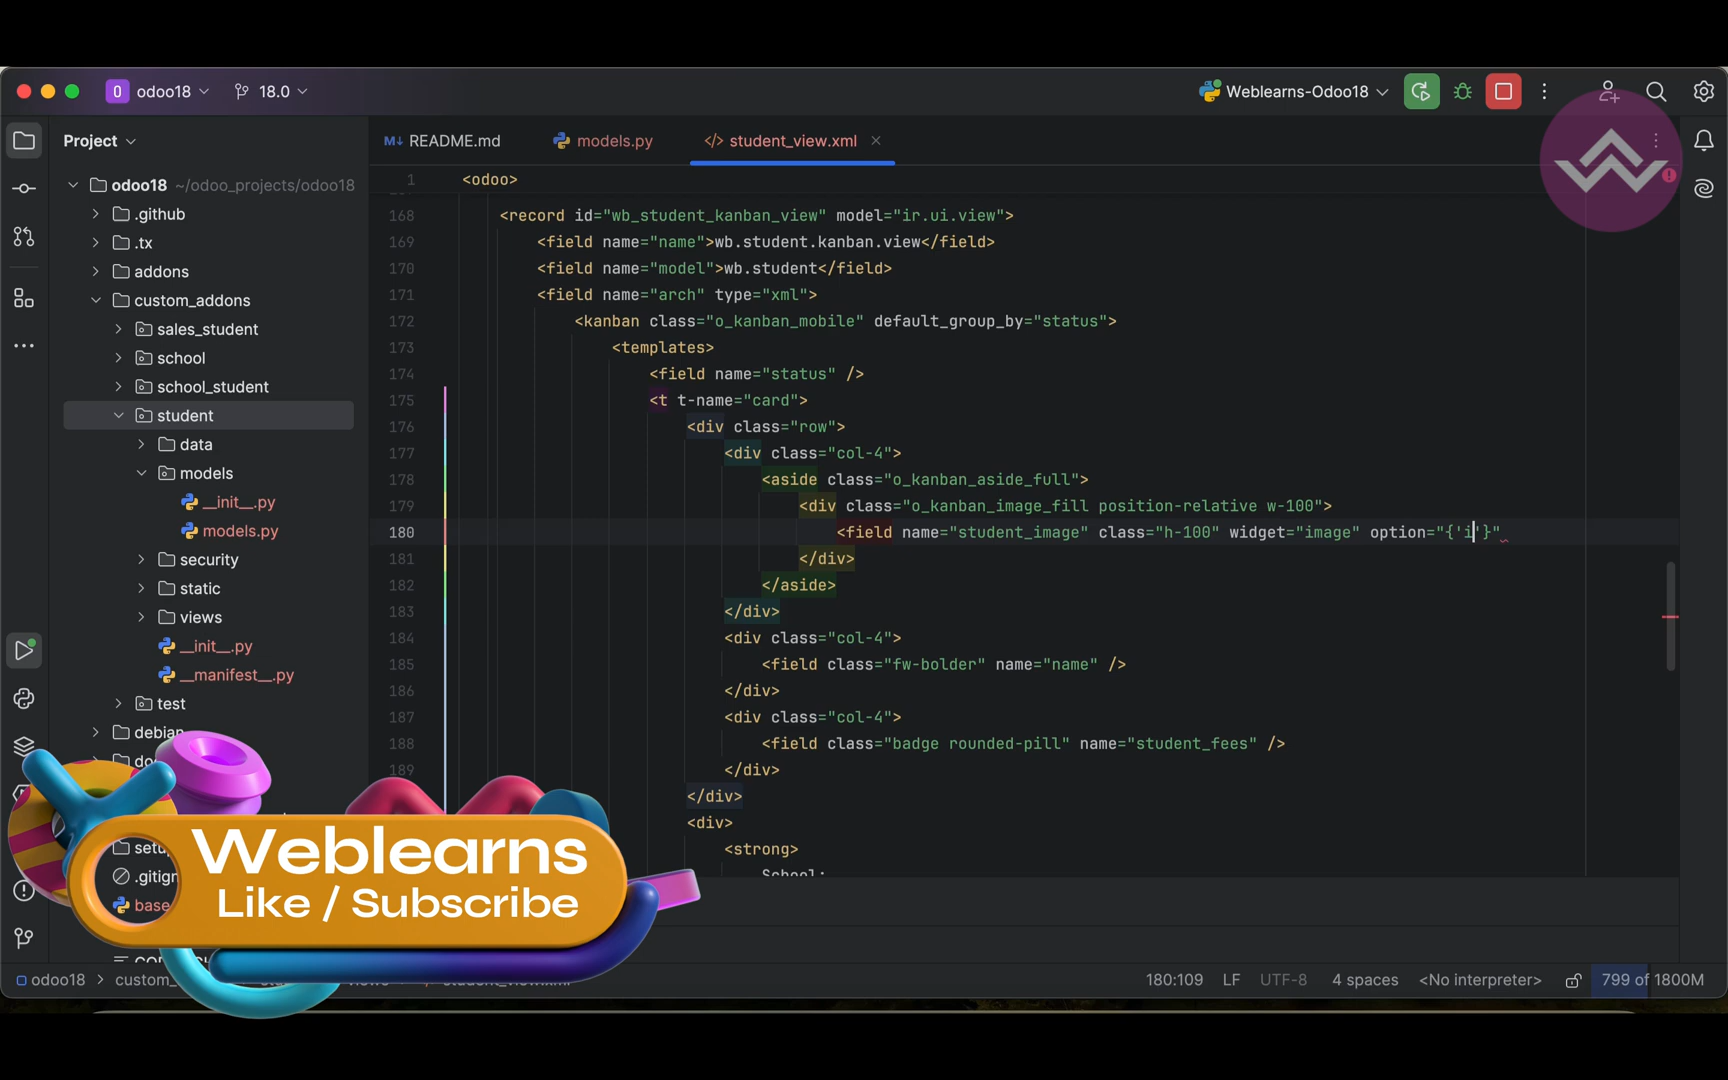 odoo18
18.0
Weblearns-Odoo18
Project
README.md
models.py
student_view.xml
odoo18 ~/odoo_projects/odoo18
.github
.tx
addons
custom_addons
sales_student
school
school_student
student
data
models
__init__.py
models.py
security
static
views
__init__.py
__manifest__.py
test
debian
setup
.gitign
base
1 <odoo>
168 <record id="wb_student_kanban_view" model="ir.ui.view">
169 <field name="name">wb.student.kanban.view</field>
170 <field name="model">wb.student</field>
171 <field name="arch" type="xml">
172 <kanban class="o_kanban_mobile" default_group_by="status">
173 <templates>
174 <field name="status" />
175 <t t-name="card">
176 <div class="row">
177 <div class="col-4">
178 <aside class="o_kanban_aside_full">
179 <div class="o_kanban_image_fill position-relative w-100">
180 <field name="student_image" class="h-100" widget="image" option="{'i'}"
181 </div>
182 </aside>
183 </div>
184 <div class="col-4">
185 <field class="fw-bolder" name="name" />
186 </div>
187 <div class="col-4">
188 <field class="badge rounded-pill" name="student_fees" />
189 </div>
</div>
<div>
<strong>
School:
Weblearns
Like / Subscribe
odoo18 > custom_
180:109 LF UTF-8 4 spaces <No interpreter> 799 of 1800M